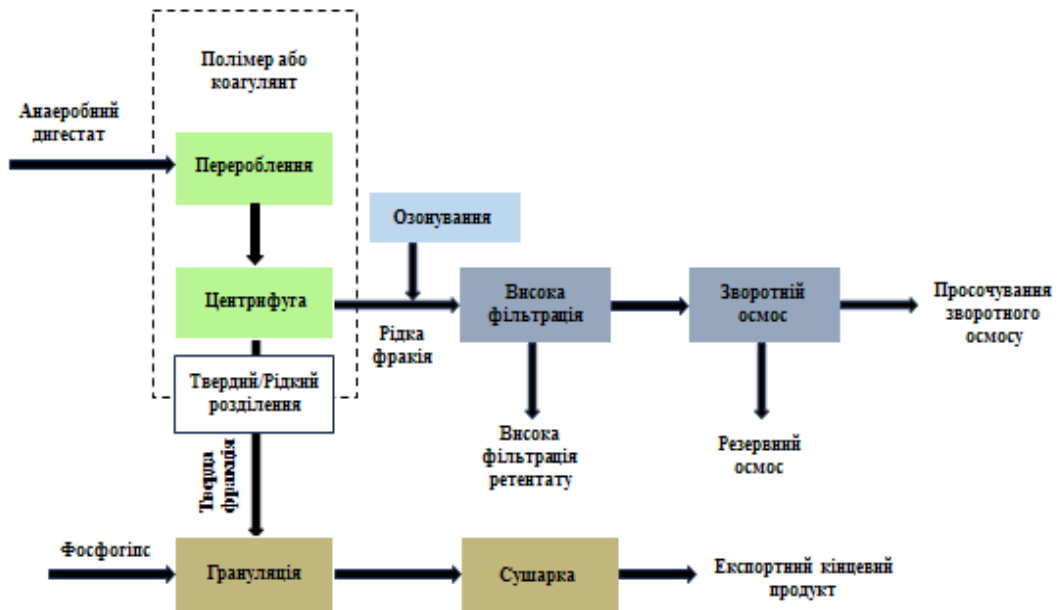 Полімер або
коагулянт
Анаеробний
дигестат
Перероблення
Озонування
Центрифуга
Рідка
фракія
Висока
фільтрація
Зворотній
осмос
Просочування
зворотного
осмосу
Твердий/Рідкий
розділення
Висока
фільтрація
ретентату
Резервний
осмос
Тверда
фракція
Фосфогіпс
Грануляція
Сушарка
Експортний кінцевий
продукт